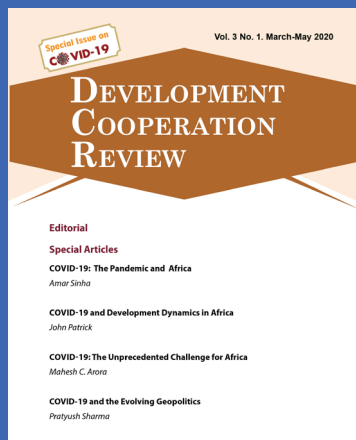 Special Issue on
COVID-19
Vol. 3 No. 1. March-May 2020
DEVELOPMENT
COOPERATION
REVIEW
Editorial
Special Articles
COVID-19: The Pandemic and Africa
Amar Sinha
COVID-19 and Development Dynamics in Africa
John Patrick
COVID-19: The Unprecedented Challenge for Africa
Mahesh C. Arora
COVID-19 and the Evolving Geopolitics
Pratyush Sharma